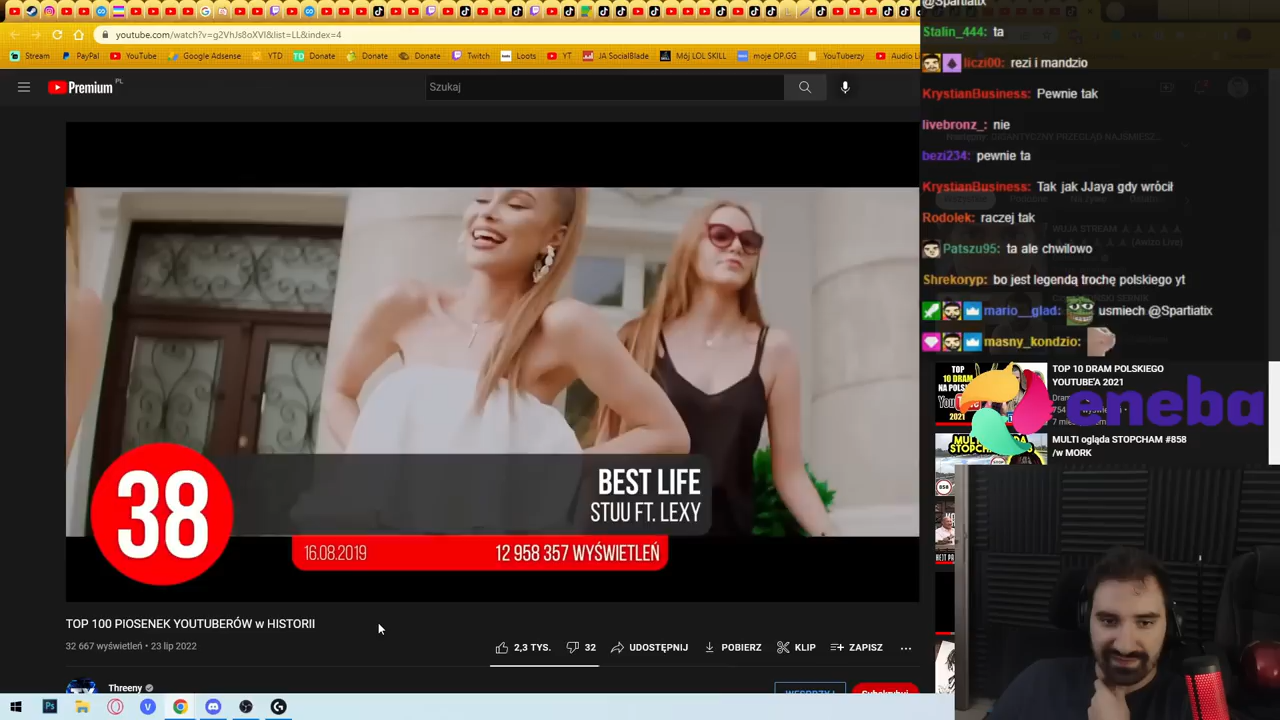 youtube.com/watch?v=g2VhJs8oXVI&list=LL&index=4
Stream
PayPal
YouTube
Google Adsense
YTD
Donate
Donate
Donate
Twitch
Loots
YT
JA SocialBlade
Mój LOL SKILL
moje OP.GG
YouTuberzy
Audio Li
Premium PL
Szukaj
38
BEST LIFE
STUU FT. LEXY
16.08.2019
12 958 357 WYŚWIETLEŃ
TOP 100 PIOSENEK YOUTUBERÓW w HISTORII
32 667 wyświetleń • 23 lip 2022
2,3 TYS.
32
UDOSTĘPNIJ
POBIERZ
KLIP
ZAPISZ
Threeny
@Spartiatix
Stalin_444: ta
liczi00: rezi i mandzio
KrystianBusiness: Pewnie tak
livebronz_: nie
bezi234: pewnie ta
KrystianBusiness: Tak jak JJaya gdy wrócił
Rodolek: raczej tak
Patszu95: ta ale chwilowo
Shrekoryp: bo jest legendą trochę polskiego yt
mario__glad: usmiech @Spartiatix
masny_kondzio:
TOP 10 DRAM POLSKIEGO
YOUTUBE'A 2021
eneba
MULTI ogląda STOPCHAM #858
/w MORK